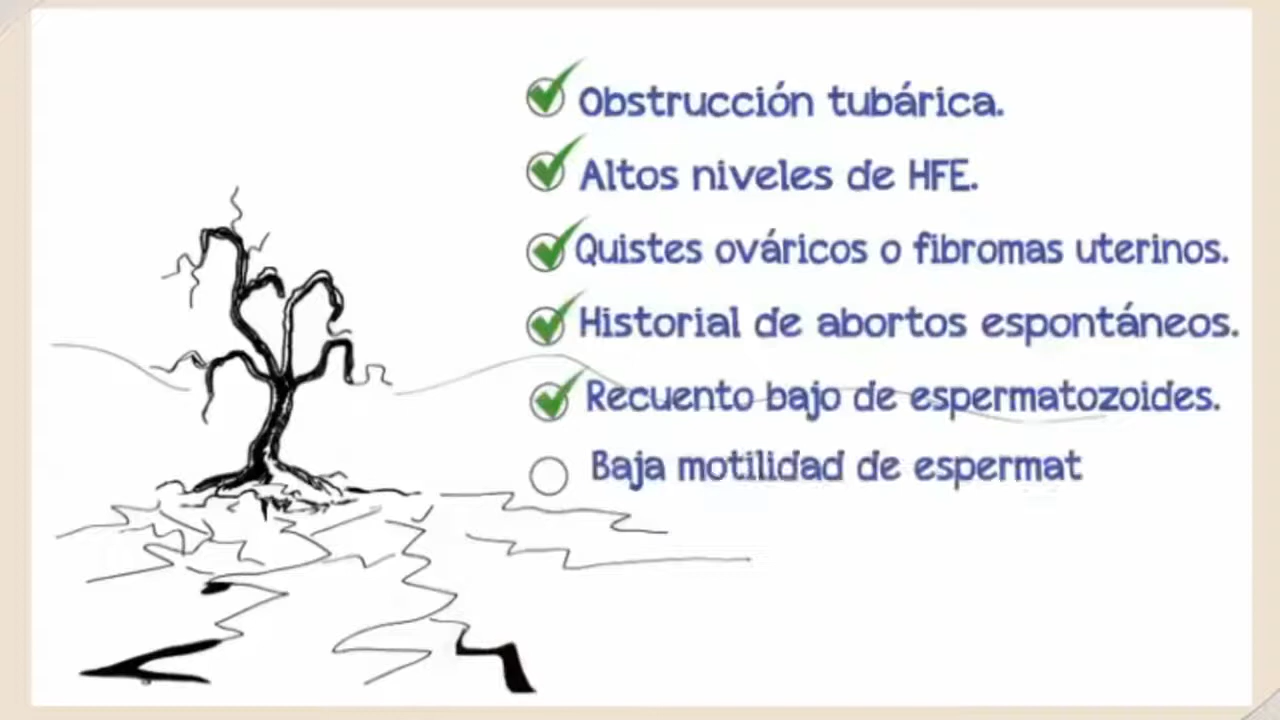 Obstrucción tubárica.
Altos niveles de HFE.
Quistes ováricos o fibromas uterinos.
Historial de abortos espontáneos.
Recuento bajo de espermatozoides.
Baja motilidad de espermat